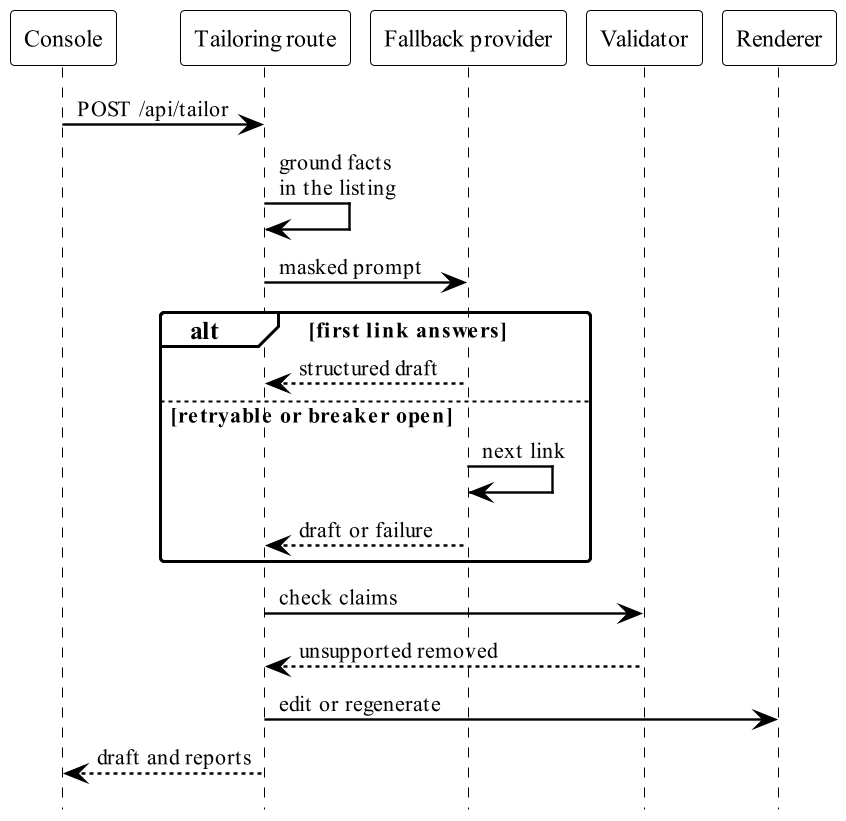 Console
Tailoring route
Fallback provider
Validator
Renderer
POST /api/tailor
ground facts
in the listing
masked prompt
alt
[first link answers]
structured draft
[retryable or breaker open]
next link
draft or failure
check claims
unsupported removed
edit or regenerate
draft and reports